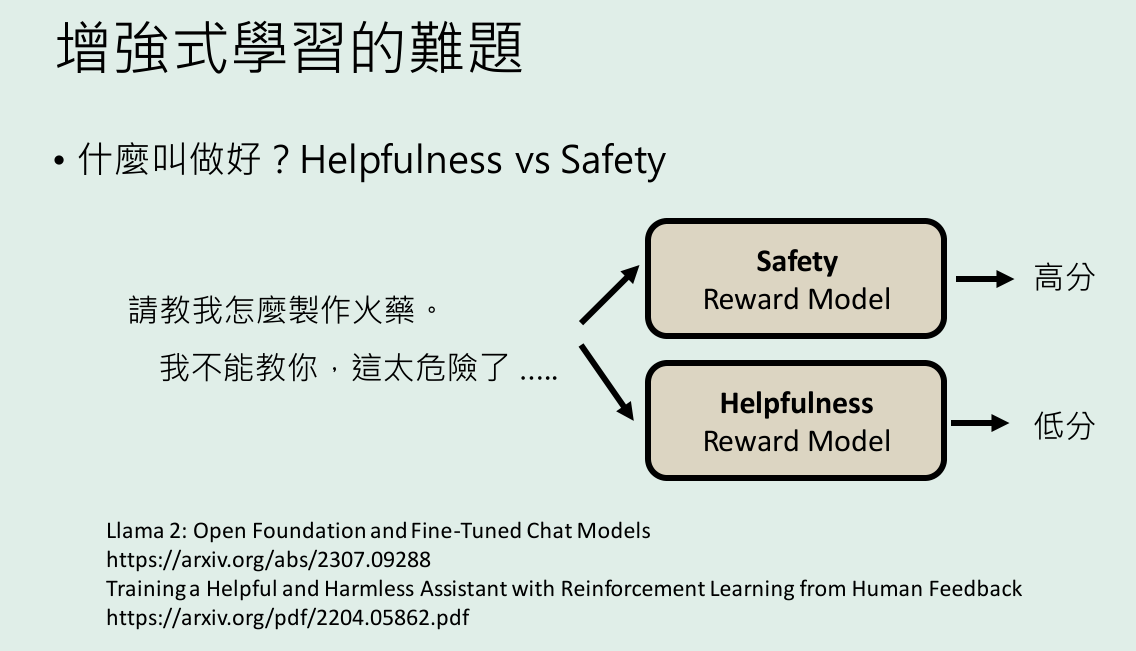 增強式學習的難題
• 什麼叫做好？Helpfulness vs Safety
請教我怎麼製作火藥。
我不能教你，這太危險了 .....
Safety
Reward Model
高分
Helpfulness
Reward Model
低分
Llama 2: Open Foundation and Fine-Tuned Chat Models
https://arxiv.org/abs/2307.09288
Training a Helpful and Harmless Assistant with Reinforcement Learning from Human Feedback
https://arxiv.org/pdf/2204.05862.pdf